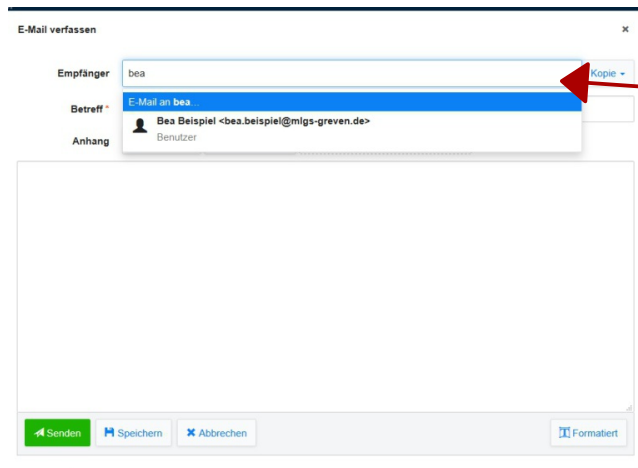 E-Mail verfassen ×
Empfänger bea Kopie
E-Mail an bea...
Betreff *
Bea Beispiel <bea.beispiel@mlgs-greven.de>
Benutzer
Anhang
Senden Speichern Abbrechen Formatiert